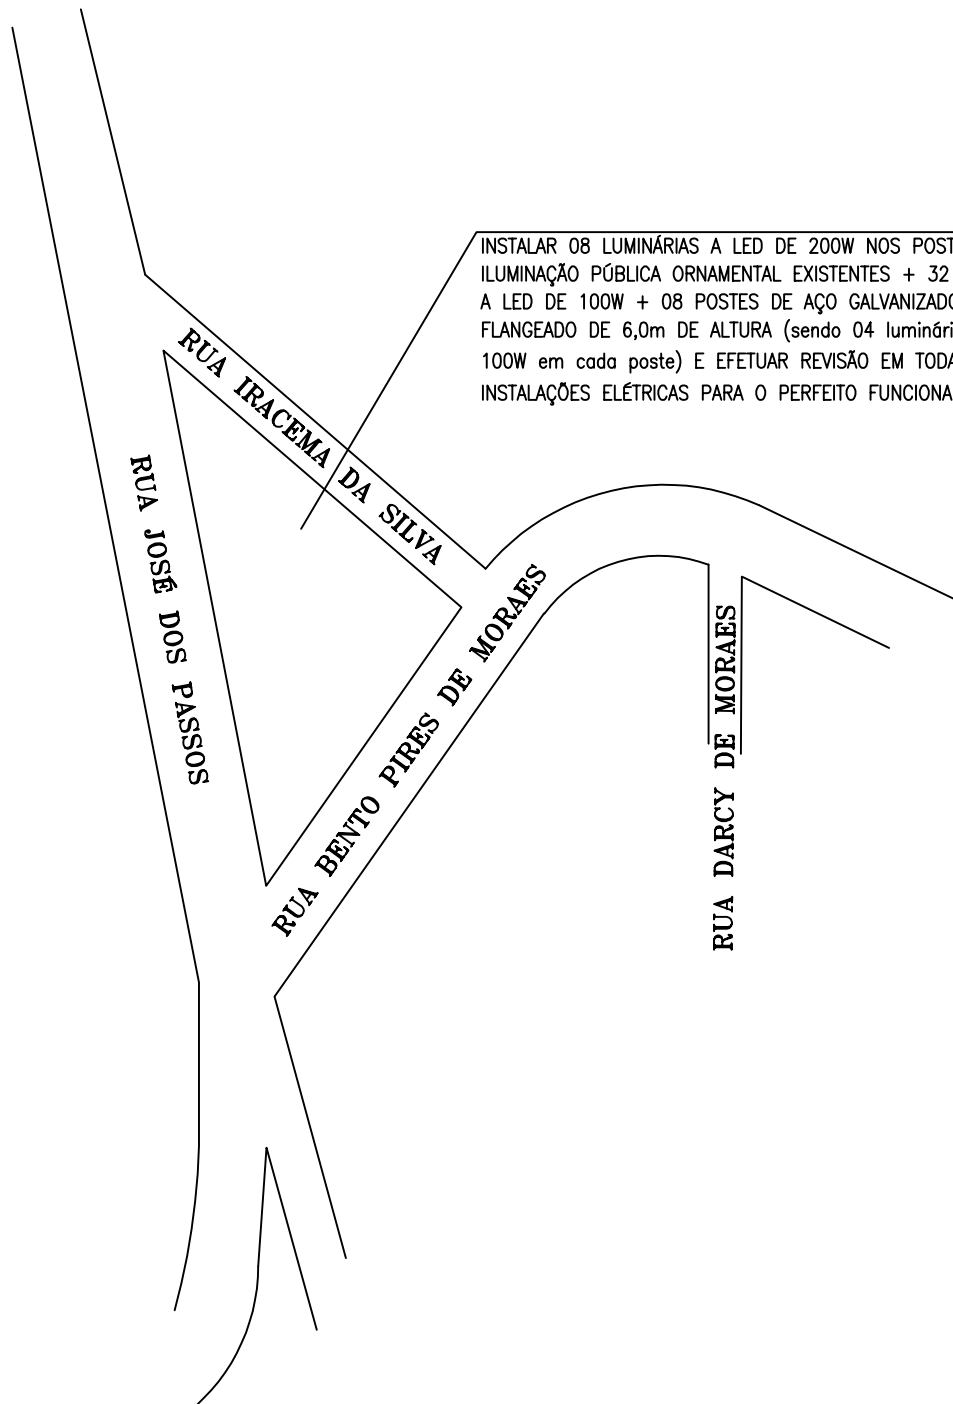 INSTALAR 08 LUMINÁRIAS A LED DE 200W NOS
ILUMINAÇÃO PÚBLICA ORNAMENTAL EXISTENTES + 32
A LED DE 100W + 08 POSTES DE AÇO
FLANGEADO DE 6,0m DE ALTURA (sendo 04
100W em cada poste) E EFETUAR REVISÃO EM
INSTALAÇÕES ELÉTRICAS PARA O PERFEITO
RUA IRACEMA DA SILVA
RUA JOSÉ DOS PASSOS
RUA BENTO PIRES DE MORAES
RUA DARCY DE MORAES